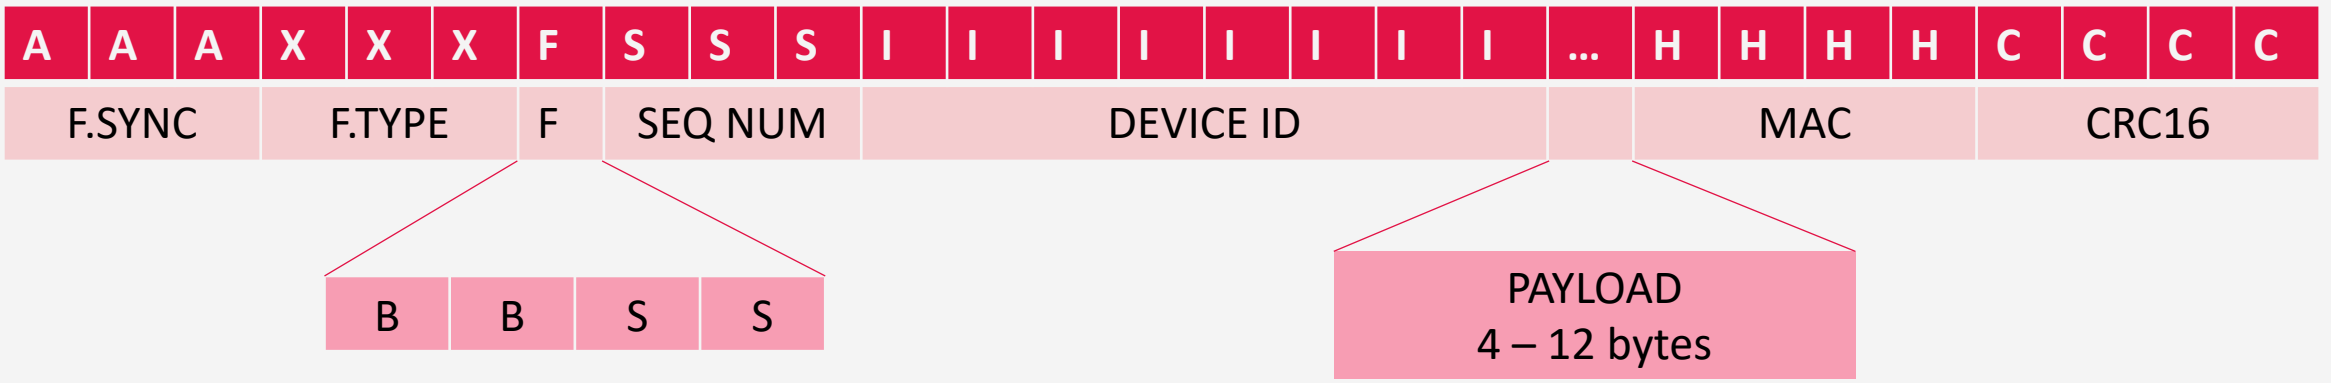 A A A X X X F S S S I I I I I I I I ... H H H H C C C C
F.SYNC F.TYPE F SEQ NUM DEVICE ID MAC CRC16
B B S S
PAYLOAD
4 – 12 bytes